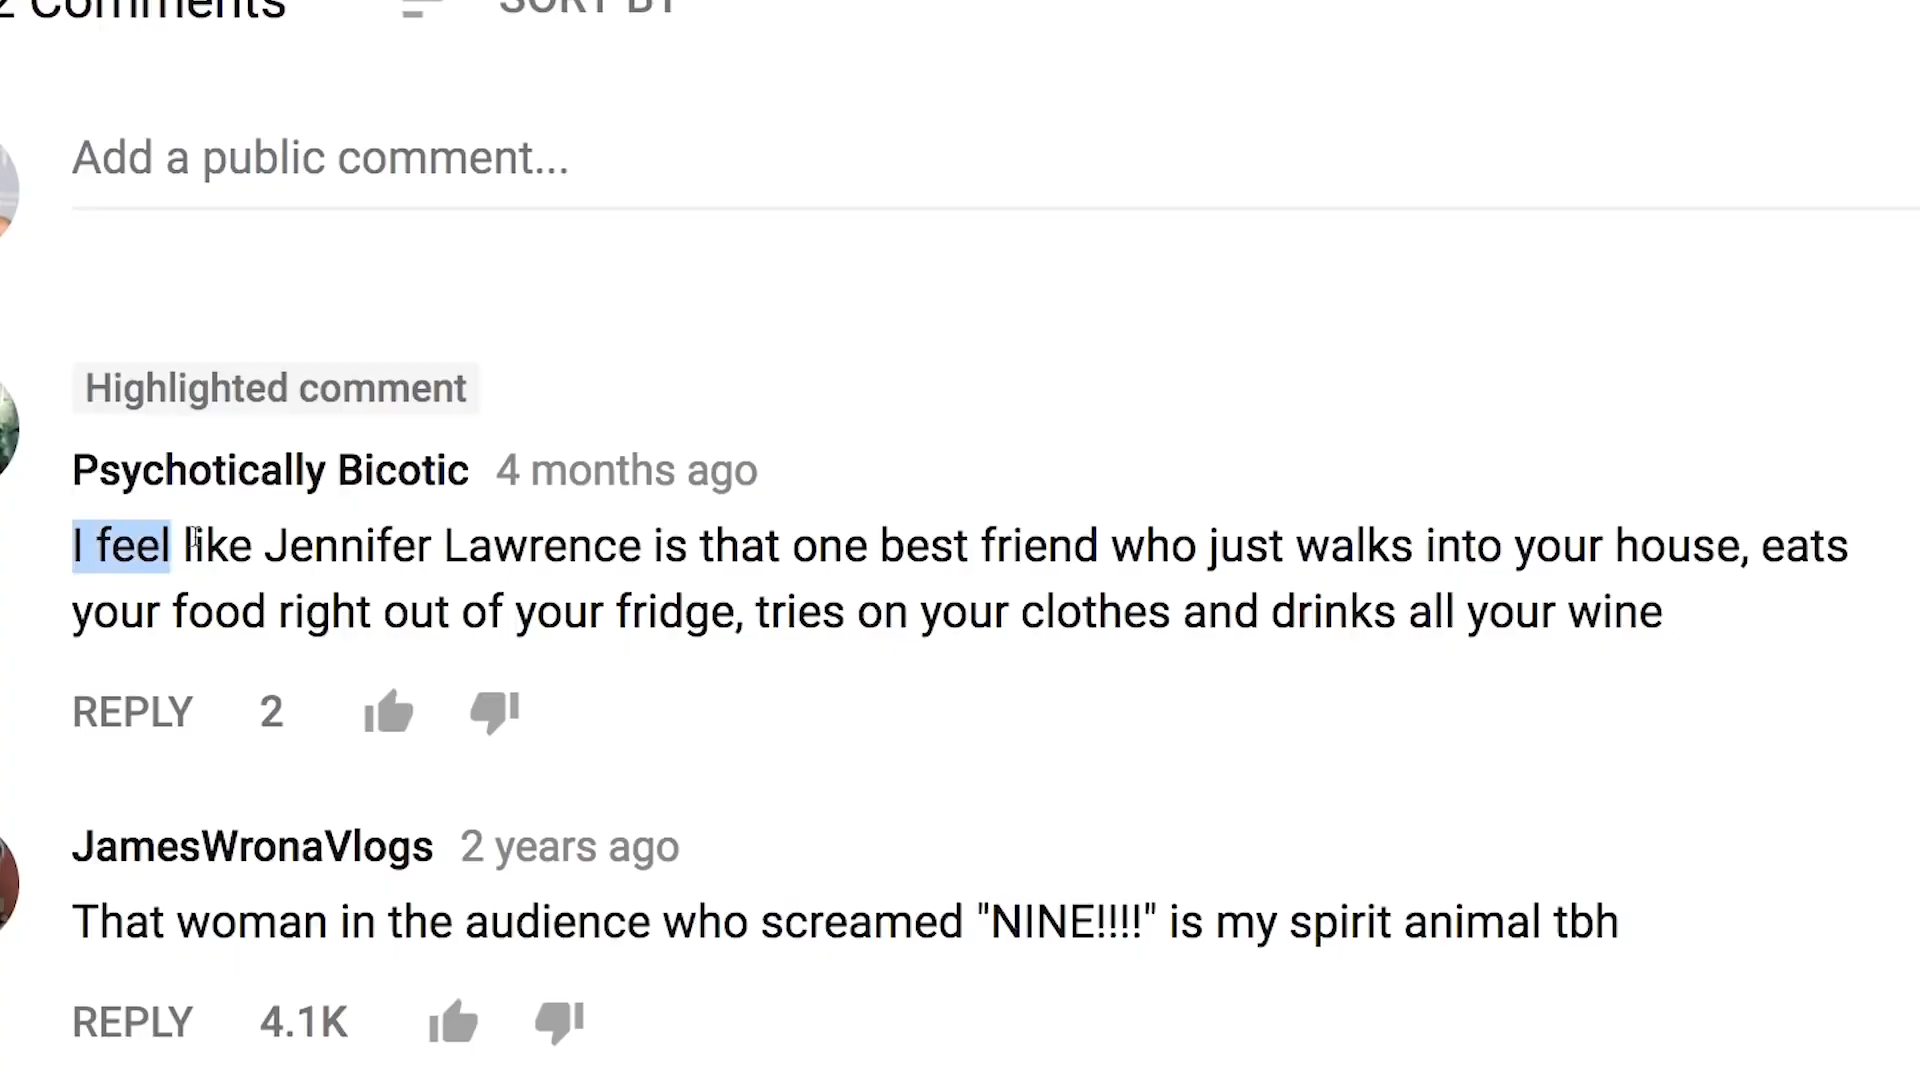 2 Comments SORT BY
Add a public comment...
Highlighted comment
Psychotically Bicotic 4 months ago
I feel like Jennifer Lawrence is that one best friend who just walks into your house, eats
your food right out of your fridge, tries on your clothes and drinks all your wine
REPLY 2
JamesWronaVlogs 2 years ago
That woman in the audience who screamed "NINE!!!!" is my spirit animal tbh
REPLY 4.1K